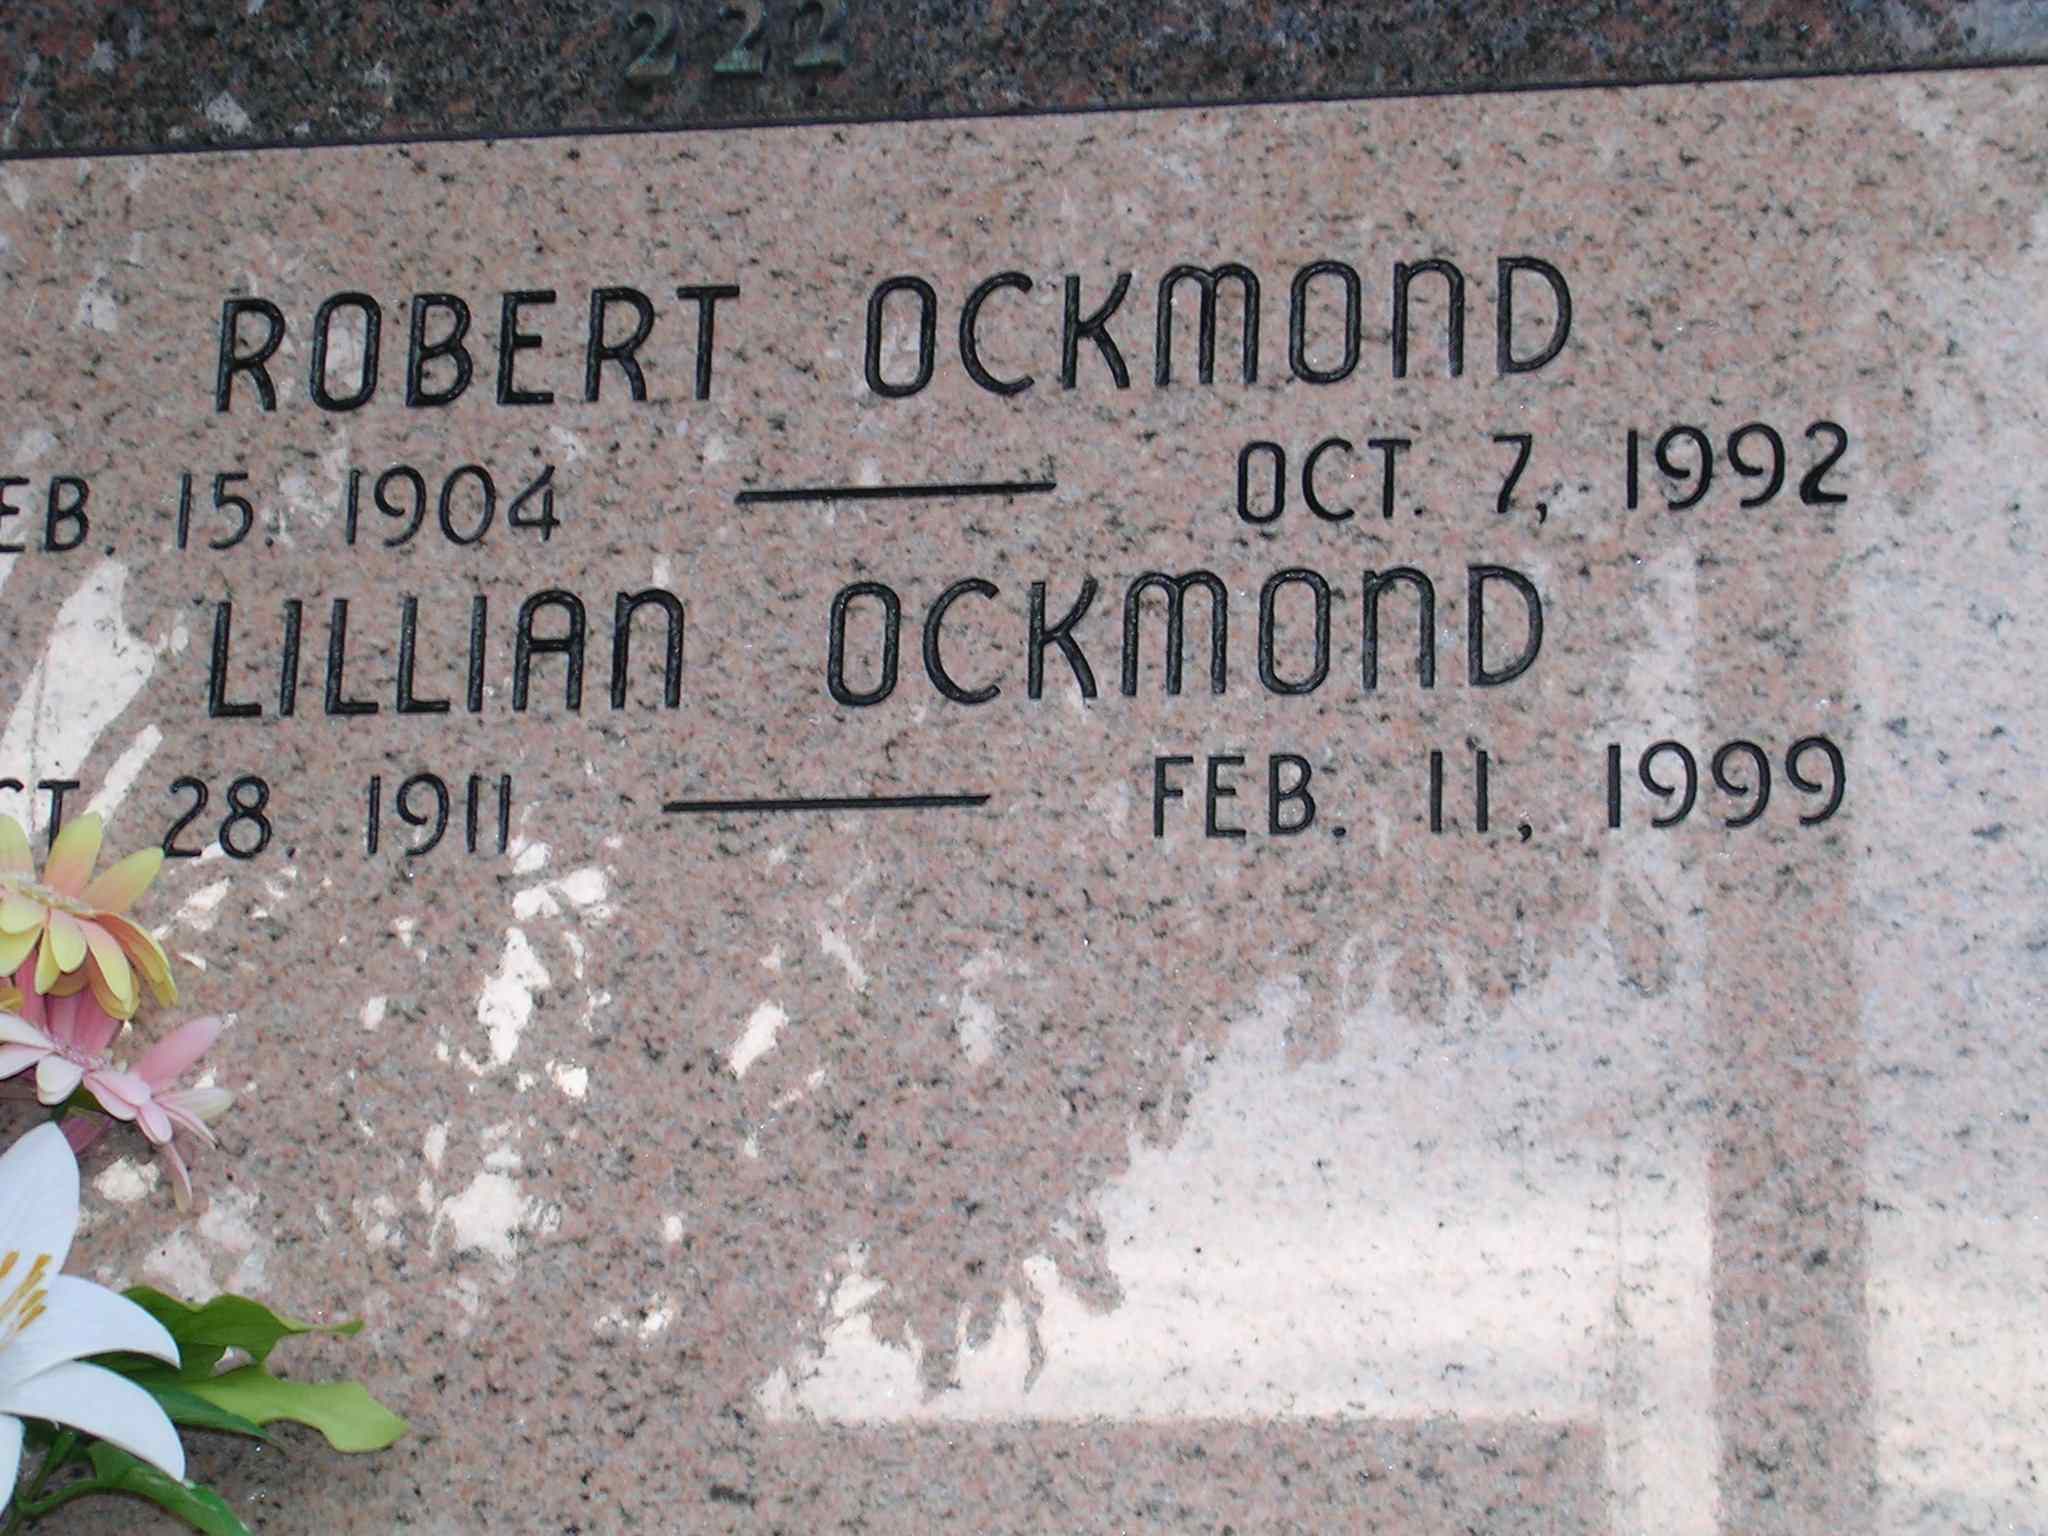 222
ROBERT OCKMOND
EB. 15. 1904 — OCT. 7, 1992
LILLIAN OCKMOND
CT 28. 1911 — FEB. 11, 1999